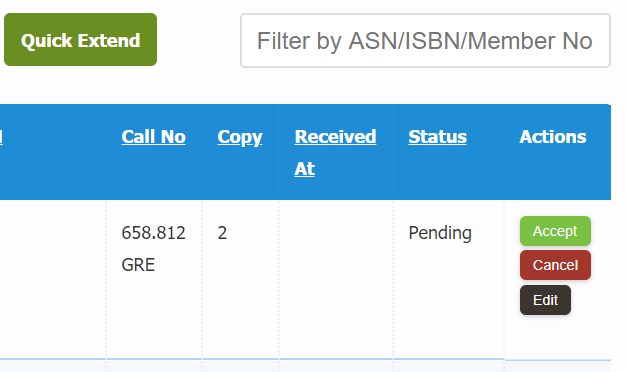 Quick Extend
Filter by ASN/ISBN/Member No
Call No Copy Received At Status Actions
658.812 GRE 2 Pending Accept
Cancel
Edit